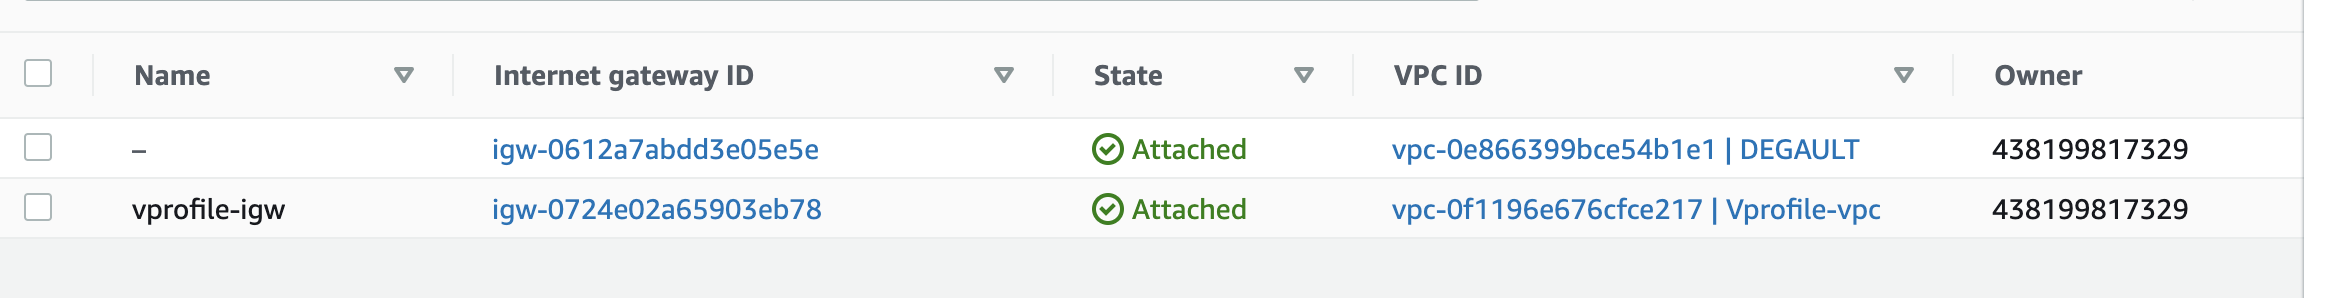 Name Internet gateway ID State VPC ID Owner
– igw-0612a7abdd3e05e5e Attached vpc-0e866399bce54b1e1 | DEGAULT 438199817329
vprofile-igw igw-0724e02a65903eb78 Attached vpc-0f1196e676cfce217 | Vprofile-vpc 438199817329